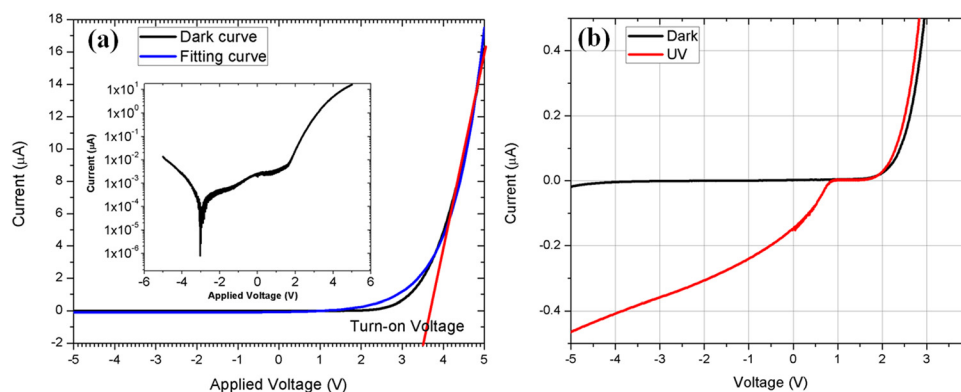 (a)
Dark curve
Fitting curve
18
16
14
12
10
8
6
4
2
0
-2
Current (μA)
1x10^1
1x10^0
1x10^-1
1x10^-2
1x10^-3
1x10^-4
1x10^-5
1x10^-6
Current (μA)
-6 -4 -2 0 2 4 6
Applied Voltage (V)
Turn-on Voltage
-5 -4 -3 -2 -1 0 1 2 3 4 5
Applied Voltage (V)
(b)
Dark
UV
0.4
0.2
0.0
-0.2
-0.4
Current (μA)
-5 -4 -3 -2 -1 0 1 2 3
Voltage (V)